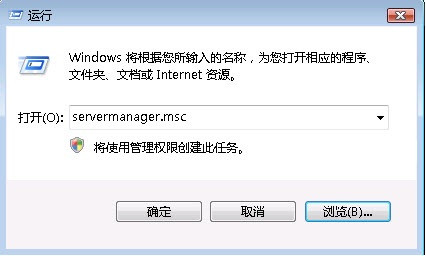 运行
Windows 将根据您所输入的名称，为您打开相应的程序、
文件夹、文档或 Internet 资源。
打开(O): servermanager.msc
将使用管理权限创建此任务。
确定 取消 浏览(B)...